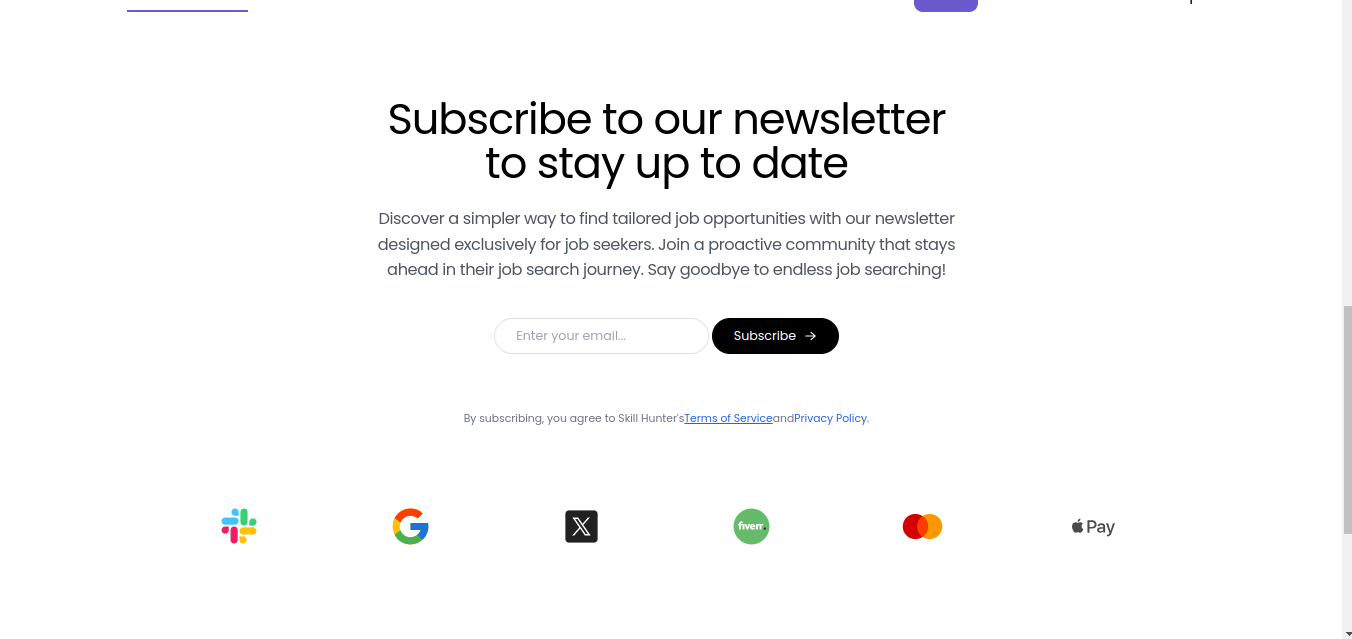 Subscribe to our newsletter
to stay up to date
Discover a simpler way to find tailored job opportunities with our newsletter
designed exclusively for job seekers. Join a proactive community that stays
ahead in their job search journey. Say goodbye to endless job searching!
Enter your email... Subscribe →
By subscribing, you agree to Skill Hunter'sTerms of ServiceandPrivacy Policy.
fiverr. Pay